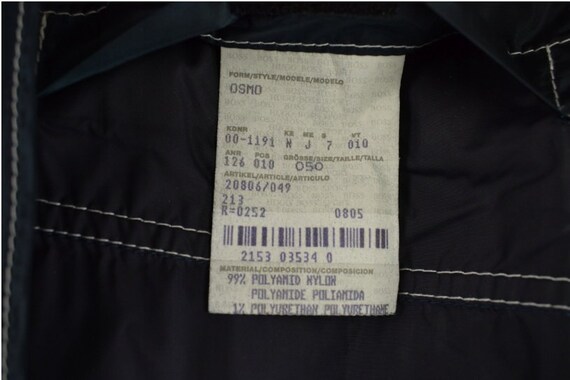 FORM/STYLE/MODELE/MODELO
OSMO
KDNR KE ME S VT
00-1191 N J 7 010
ANR POS GRÖSSE/SIZE/TAILLE/TALLA
126 010 050
ARTIKEL/ARTICLE/ARTICULO
20806/049
213
R=0252 0805
2153 03534 0
MATERIAL/COMPOSITION/COMPOSICION
99% POLYAMID NYLON
POLYAMIDE POLIAMIDA
1% POLYURETHAN POLYURETHANE